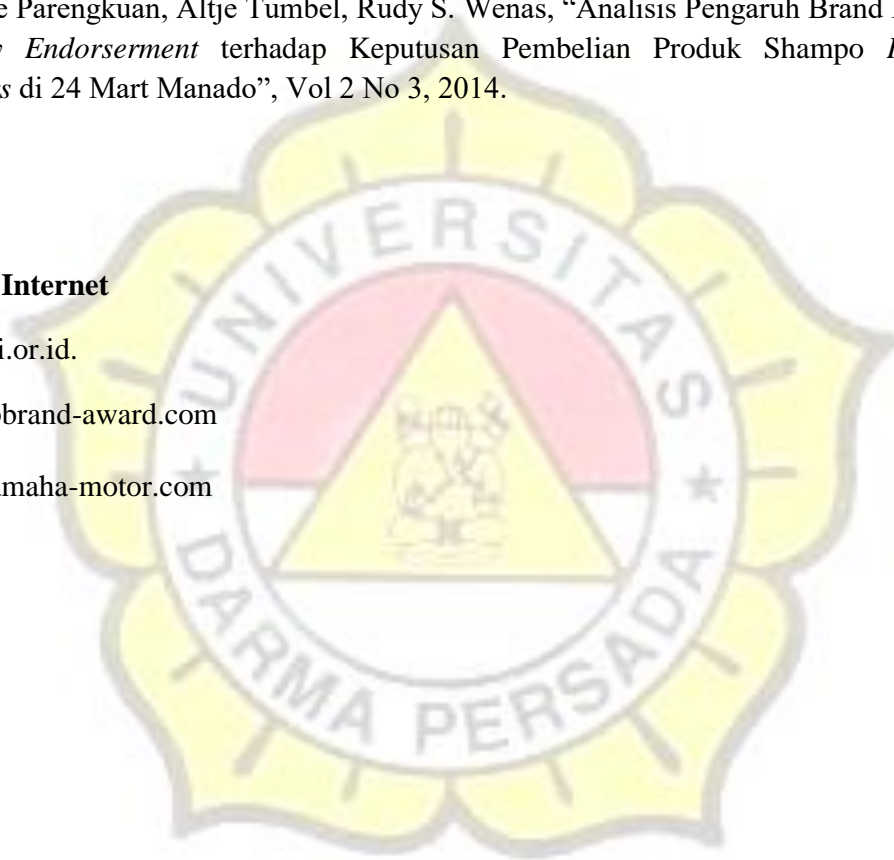 e Parengkuan, Altje Tumbel, Rudy S. Wenas, “Analisis Pengaruh Brand
Endorserment terhadap Keputusan Pembelian Produk Shampo
s di 24 Mart Manado”, Vol 2 No 3, 2014.
UNIVERSITAS
Internet
i.or.id.
brand-award.com
maha-motor.com
DARMA PERSADA